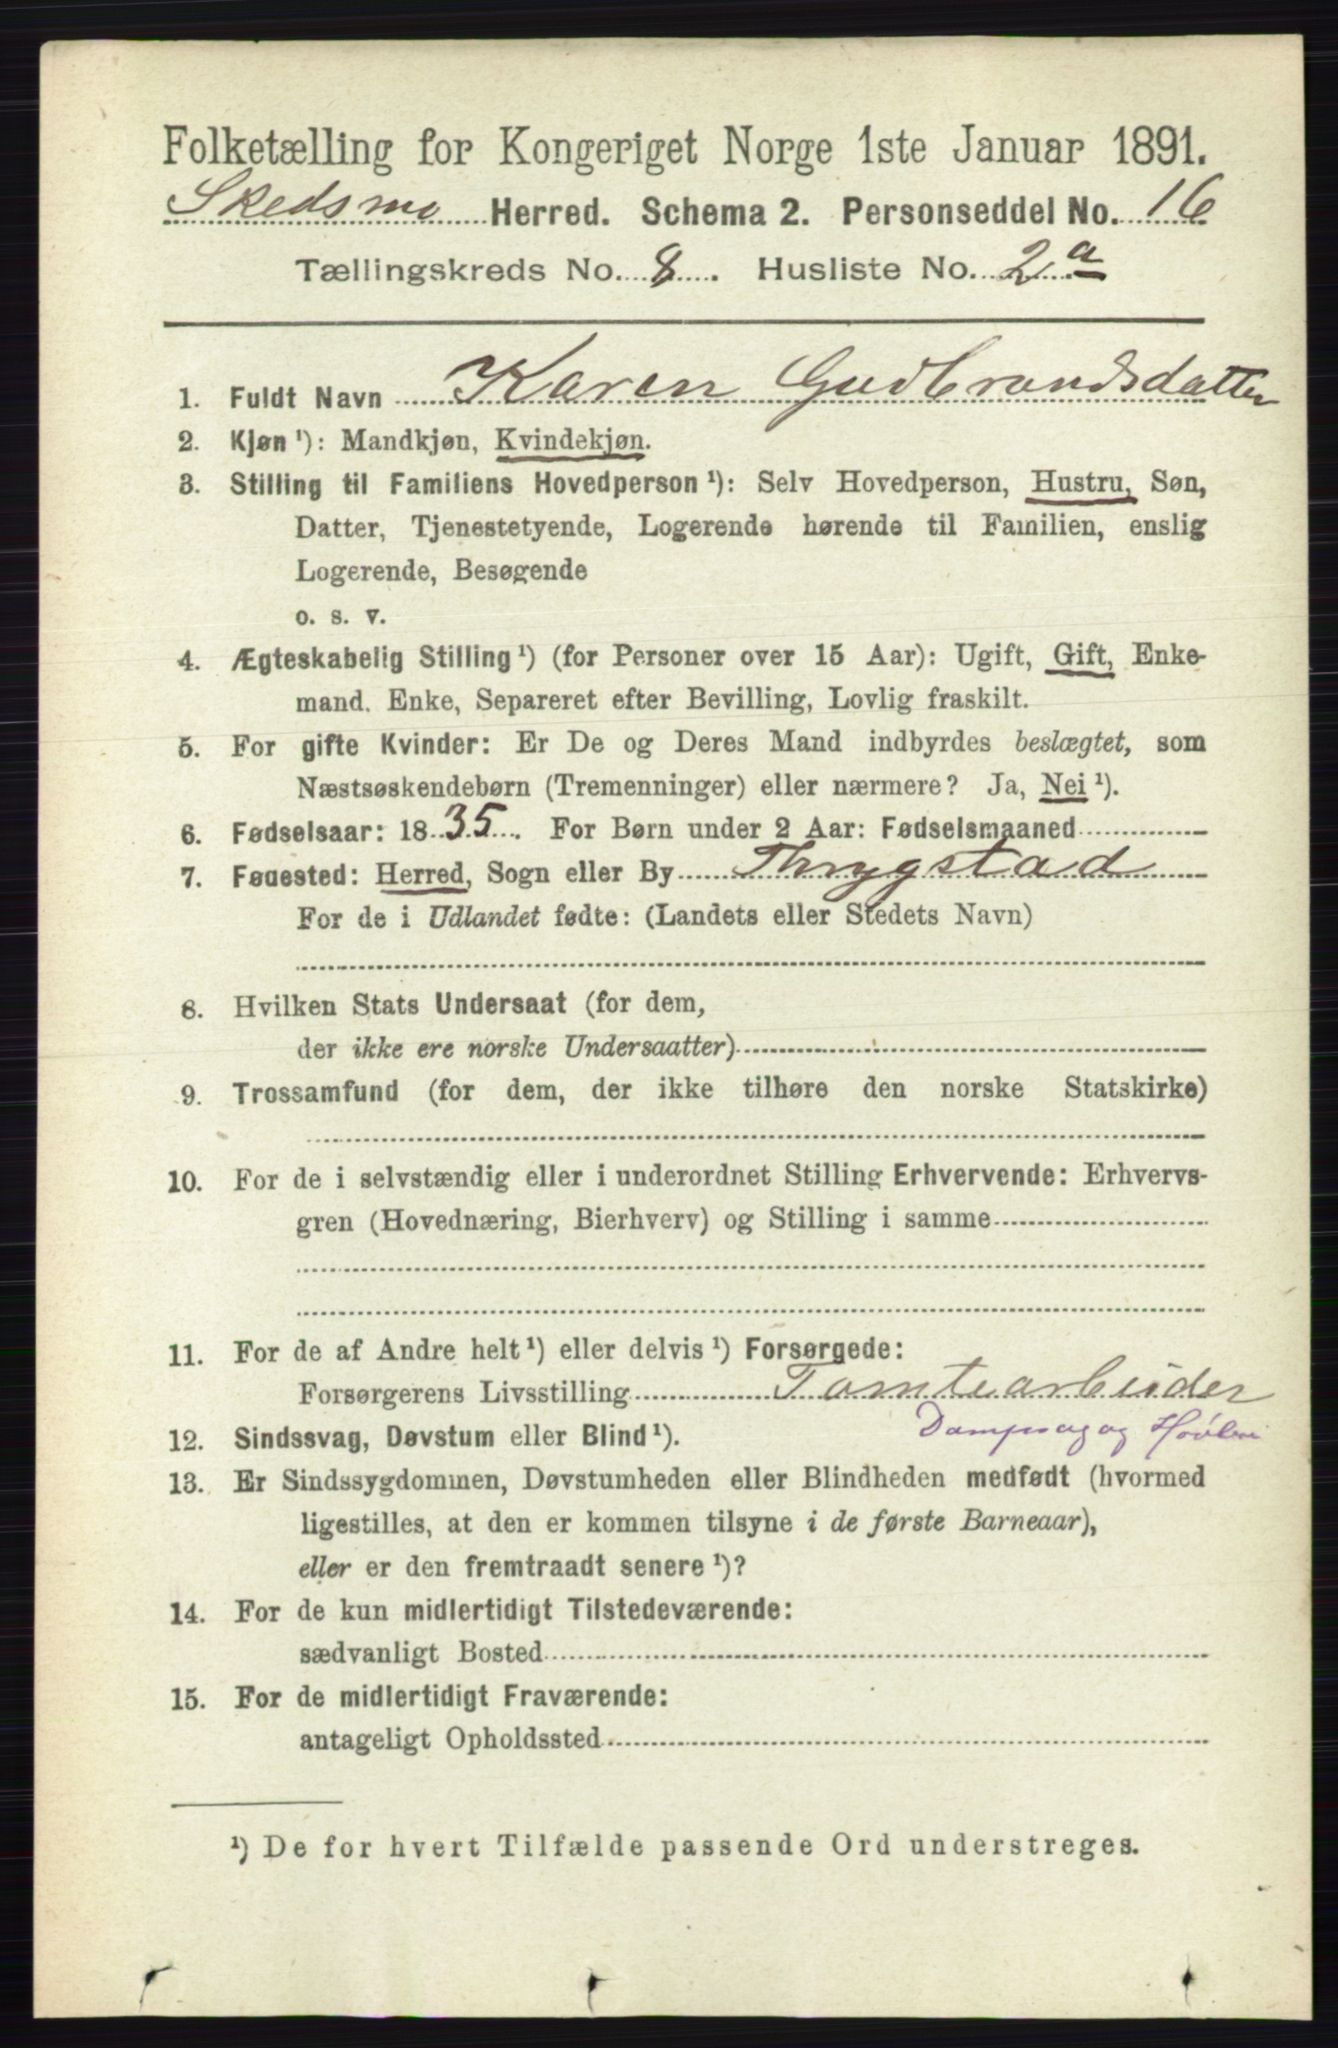 Folketælling for Kongeriget Norge 1ste Januar 1891.
Skedsmo Herred. Schema 2. Personseddel No. 16
Tællingskreds No. 8. Husliste No. 2 a
1. Fuldt Navn Karen Gudbrandsdatter
2. Kjøn ¹): Mandkjøn, Kvindekjøn.
3. Stilling til Familiens Hovedperson ¹): Selv Hovedperson, Hustru, Søn,
Datter, Tjenestetyende, Logerende hørende til Familien, enslig
Logerende, Besøgende
o. s. v.
4. Ægteskabelig Stilling ¹) (for Personer over 15 Aar): Ugift, Gift, Enke-
mand. Enke, Separeret efter Bevilling, Lovlig fraskilt.
5. For gifte Kvinder: Er De og Deres Mand indbyrdes beslægtet, som
Næstsøskendebørn (Tremenninger) eller nærmere? Ja, Nei ¹).
6. Fødselsaar: 1835. For Børn under 2 Aar: Fødselsmaaned
7. Føuested: Herred, Sogn eller By Thrygstad
For de i Udlandet fødte: (Landets eller Stedets Navn)
8. Hvilken Stats Undersaat (for dem,
der ikke ere norske Undersaatter)
9. Trossamfund (for dem, der ikke tilhøre den norske Statskirke)
10. For de i selvstændig eller i underordnet Stilling Erhvervende: Erhvervs-
gren (Hovednæring, Bierhverv) og Stilling i samme
11. For de af Andre helt ¹) eller delvis ¹) Forsørgede:
Forsørgerens Livsstilling Tomtearbeider
Dampsag og Høvleri
12. Sindssvag, Døvstum eller Blind ¹).
13. Er Sindssygdommen, Døvstumheden eller Blindheden medfødt (hvormed
ligestilles, at den er kommen tilsyne i de første Barneaar),
eller er den fremtraadt senere ¹)?
14. For de kun midlertidigt Tilstedeværende:
sædvanligt Bosted
15. For de midlertidigt Fraværende:
antageligt Opholdssted
¹) De for hvert Tilfælde passende Ord understreges.